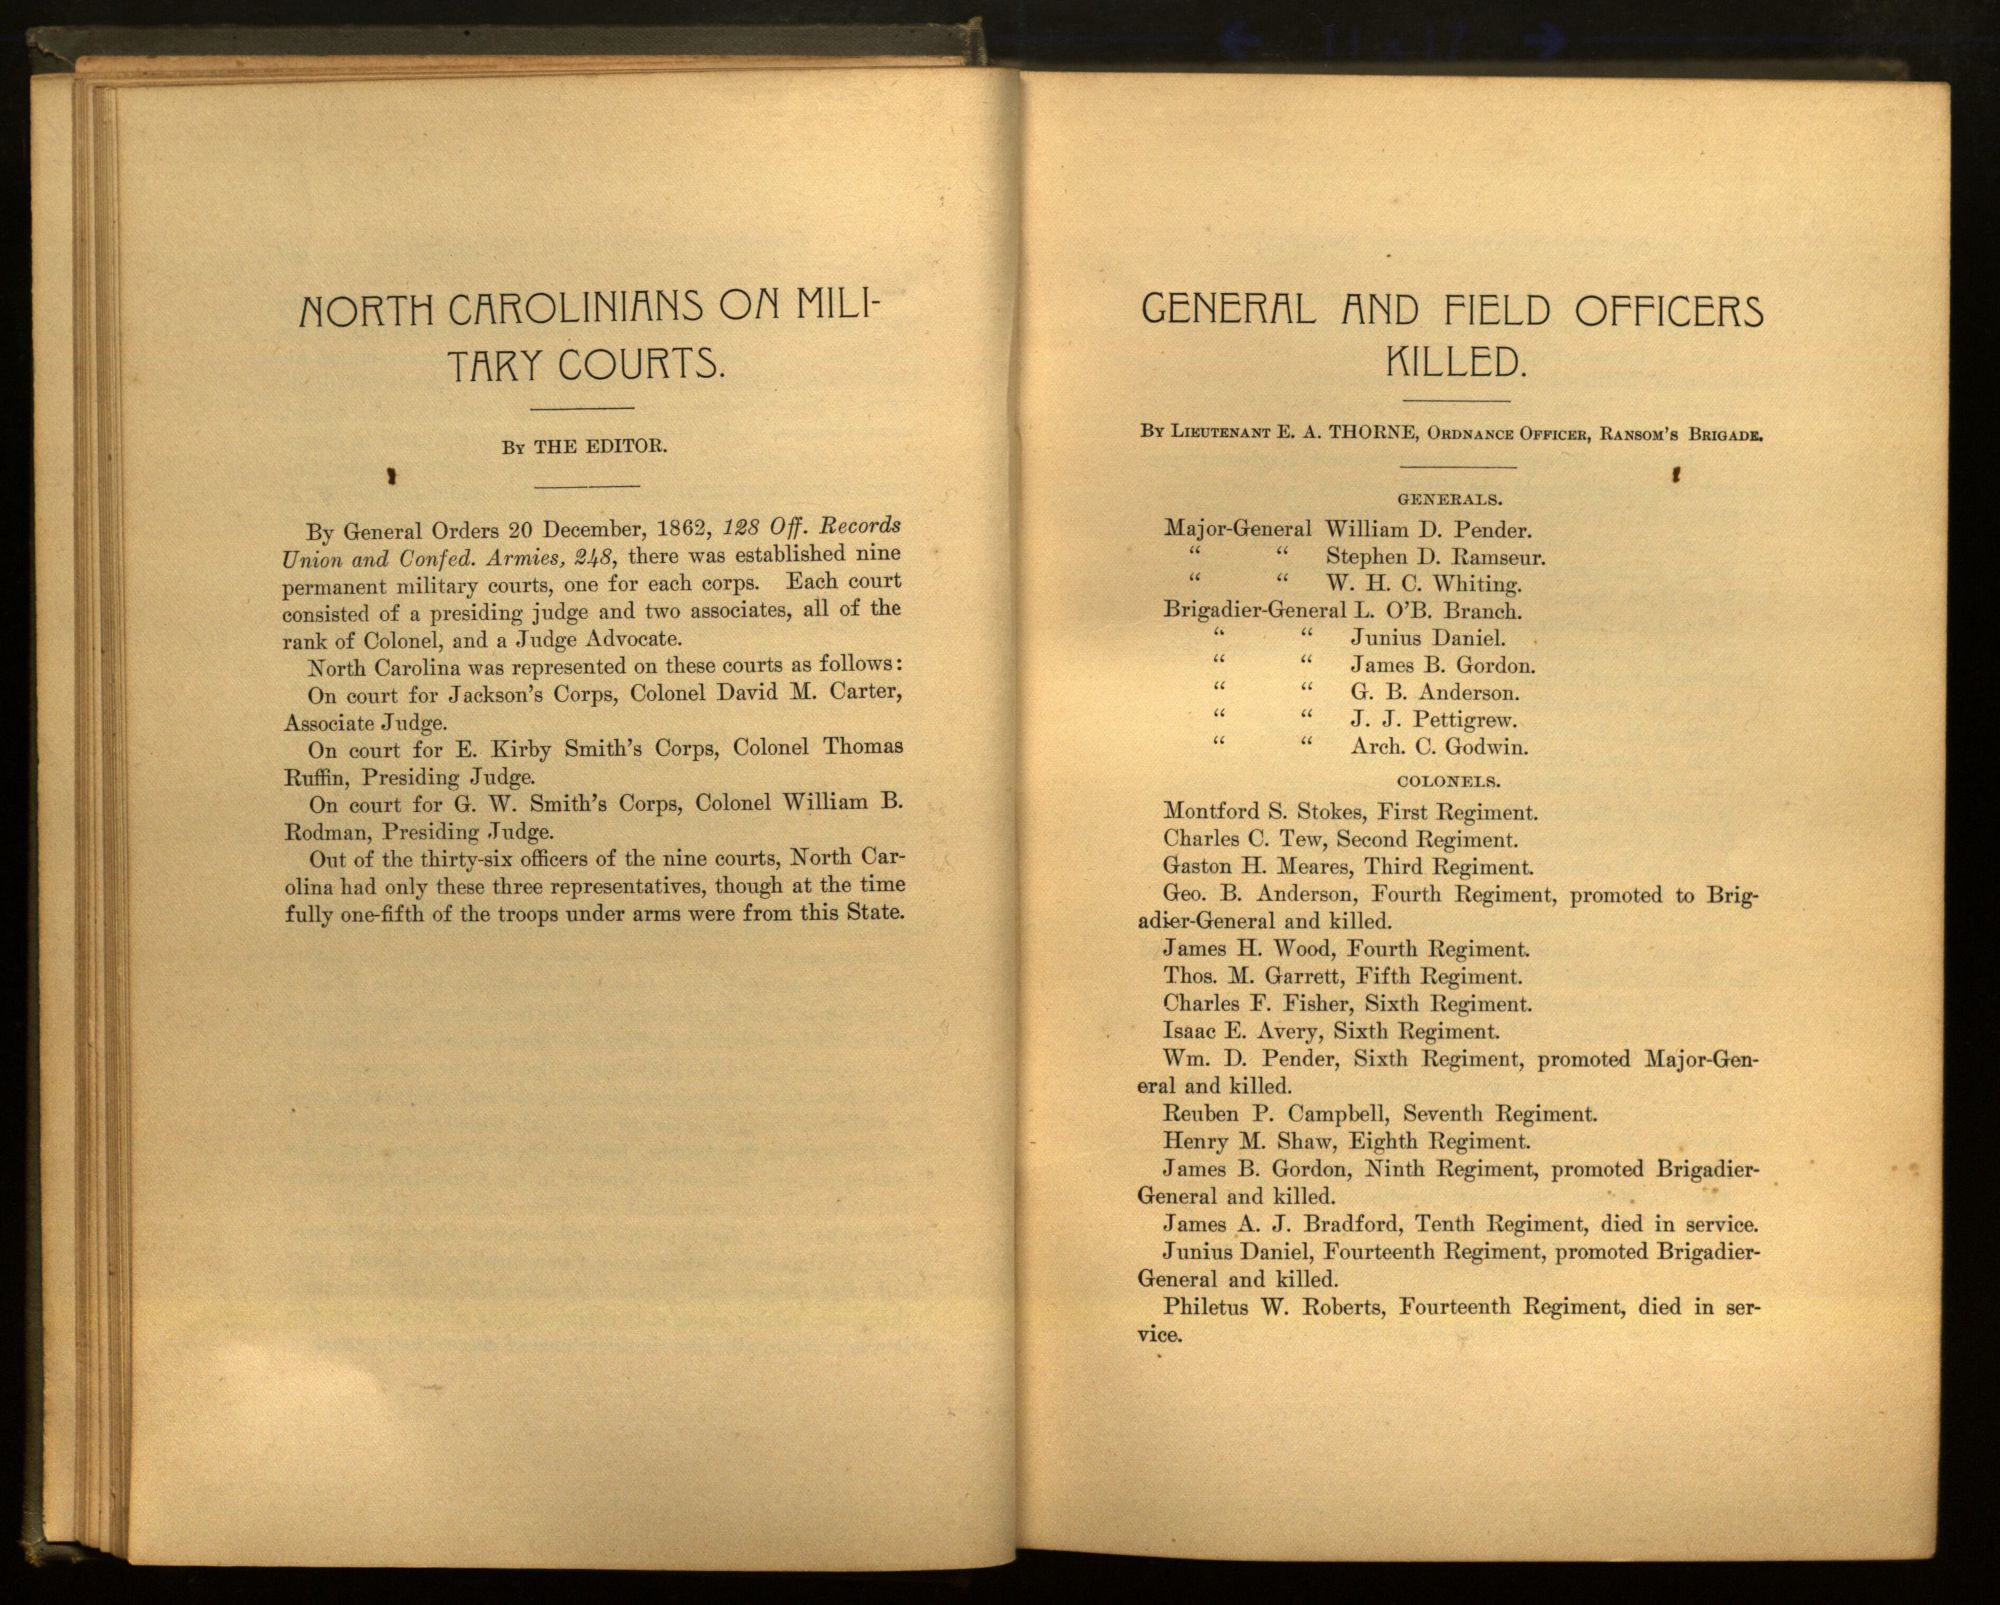 NORTH CAROLINIANS ON MILI-
TARY COURTS.
By THE EDITOR.
By General Orders 20 December, 1862, 128 Off. Records
Union and Confed. Armies, 248, there was established nine
permanent military courts, one for each corps. Each court
consisted of a presiding judge and two associates, all of the
rank of Colonel, and a Judge Advocate.
North Carolina was represented on these courts as follows:
On court for Jackson's Corps, Colonel David M. Carter,
Associate Judge.
On court for E. Kirby Smith's Corps, Colonel Thomas
Ruffin, Presiding Judge.
On court for G. W. Smith's Corps, Colonel William B.
Rodman, Presiding Judge.
Out of the thirty-six officers of the nine courts, North Car-
olina had only these three representatives, though at the time
fully one-fifth of the troops under arms were from this State.
GENERAL AND FIELD OFFICERS
KILLED.
By Lieutenant E. A. THORNE, Ordnance Officer, Ransom's Brigade.
GENERALS.
Major-General William D. Pender.
“ “ Stephen D. Ramseur.
“ “ W. H. C. Whiting.
Brigadier-General L. O'B. Branch.
“ “ Junius Daniel.
“ “ James B. Gordon.
“ “ G. B. Anderson.
“ “ J. J. Pettigrew.
“ “ Arch. C. Godwin.
COLONELS.
Montford S. Stokes, First Regiment.
Charles C. Tew, Second Regiment.
Gaston H. Meares, Third Regiment.
Geo. B. Anderson, Fourth Regiment, promoted to Brig-
adier-General and killed.
James H. Wood, Fourth Regiment.
Thos. M. Garrett, Fifth Regiment.
Charles F. Fisher, Sixth Regiment.
Isaac E. Avery, Sixth Regiment.
Wm. D. Pender, Sixth Regiment, promoted Major-Gen-
eral and killed.
Reuben P. Campbell, Seventh Regiment.
Henry M. Shaw, Eighth Regiment.
James B. Gordon, Ninth Regiment, promoted Brigadier-
General and killed.
James A. J. Bradford, Tenth Regiment, died in service.
Junius Daniel, Fourteenth Regiment, promoted Brigadier-
General and killed.
Philetus W. Roberts, Fourteenth Regiment, died in ser-
vice.